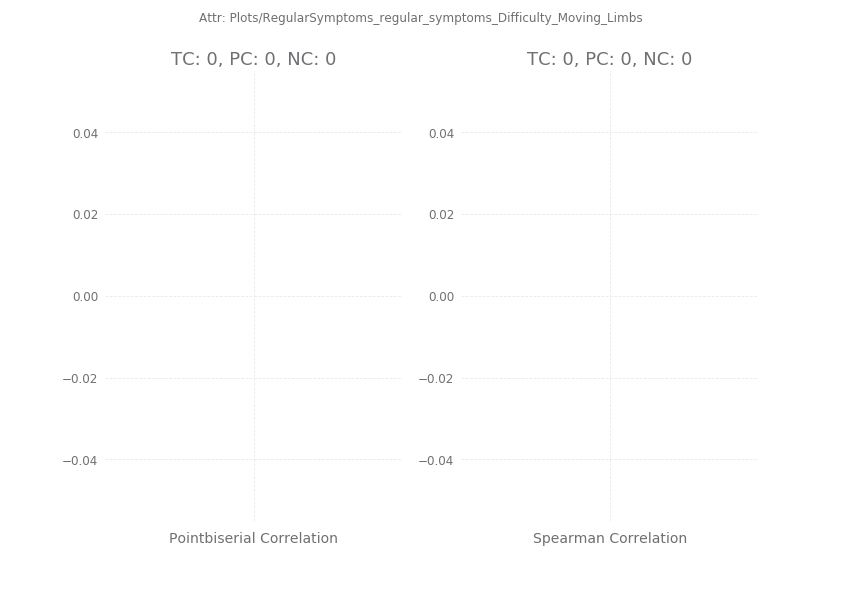 Attr: Plots/RegularSymptoms_regular_symptoms_Difficulty_Moving_Limbs
TC: 0, PC: 0, NC: 0
0.04
0.02
0.00
−0.02
−0.04
Pointbiserial Correlation
TC: 0, PC: 0, NC: 0
0.04
0.02
0.00
−0.02
−0.04
Spearman Correlation